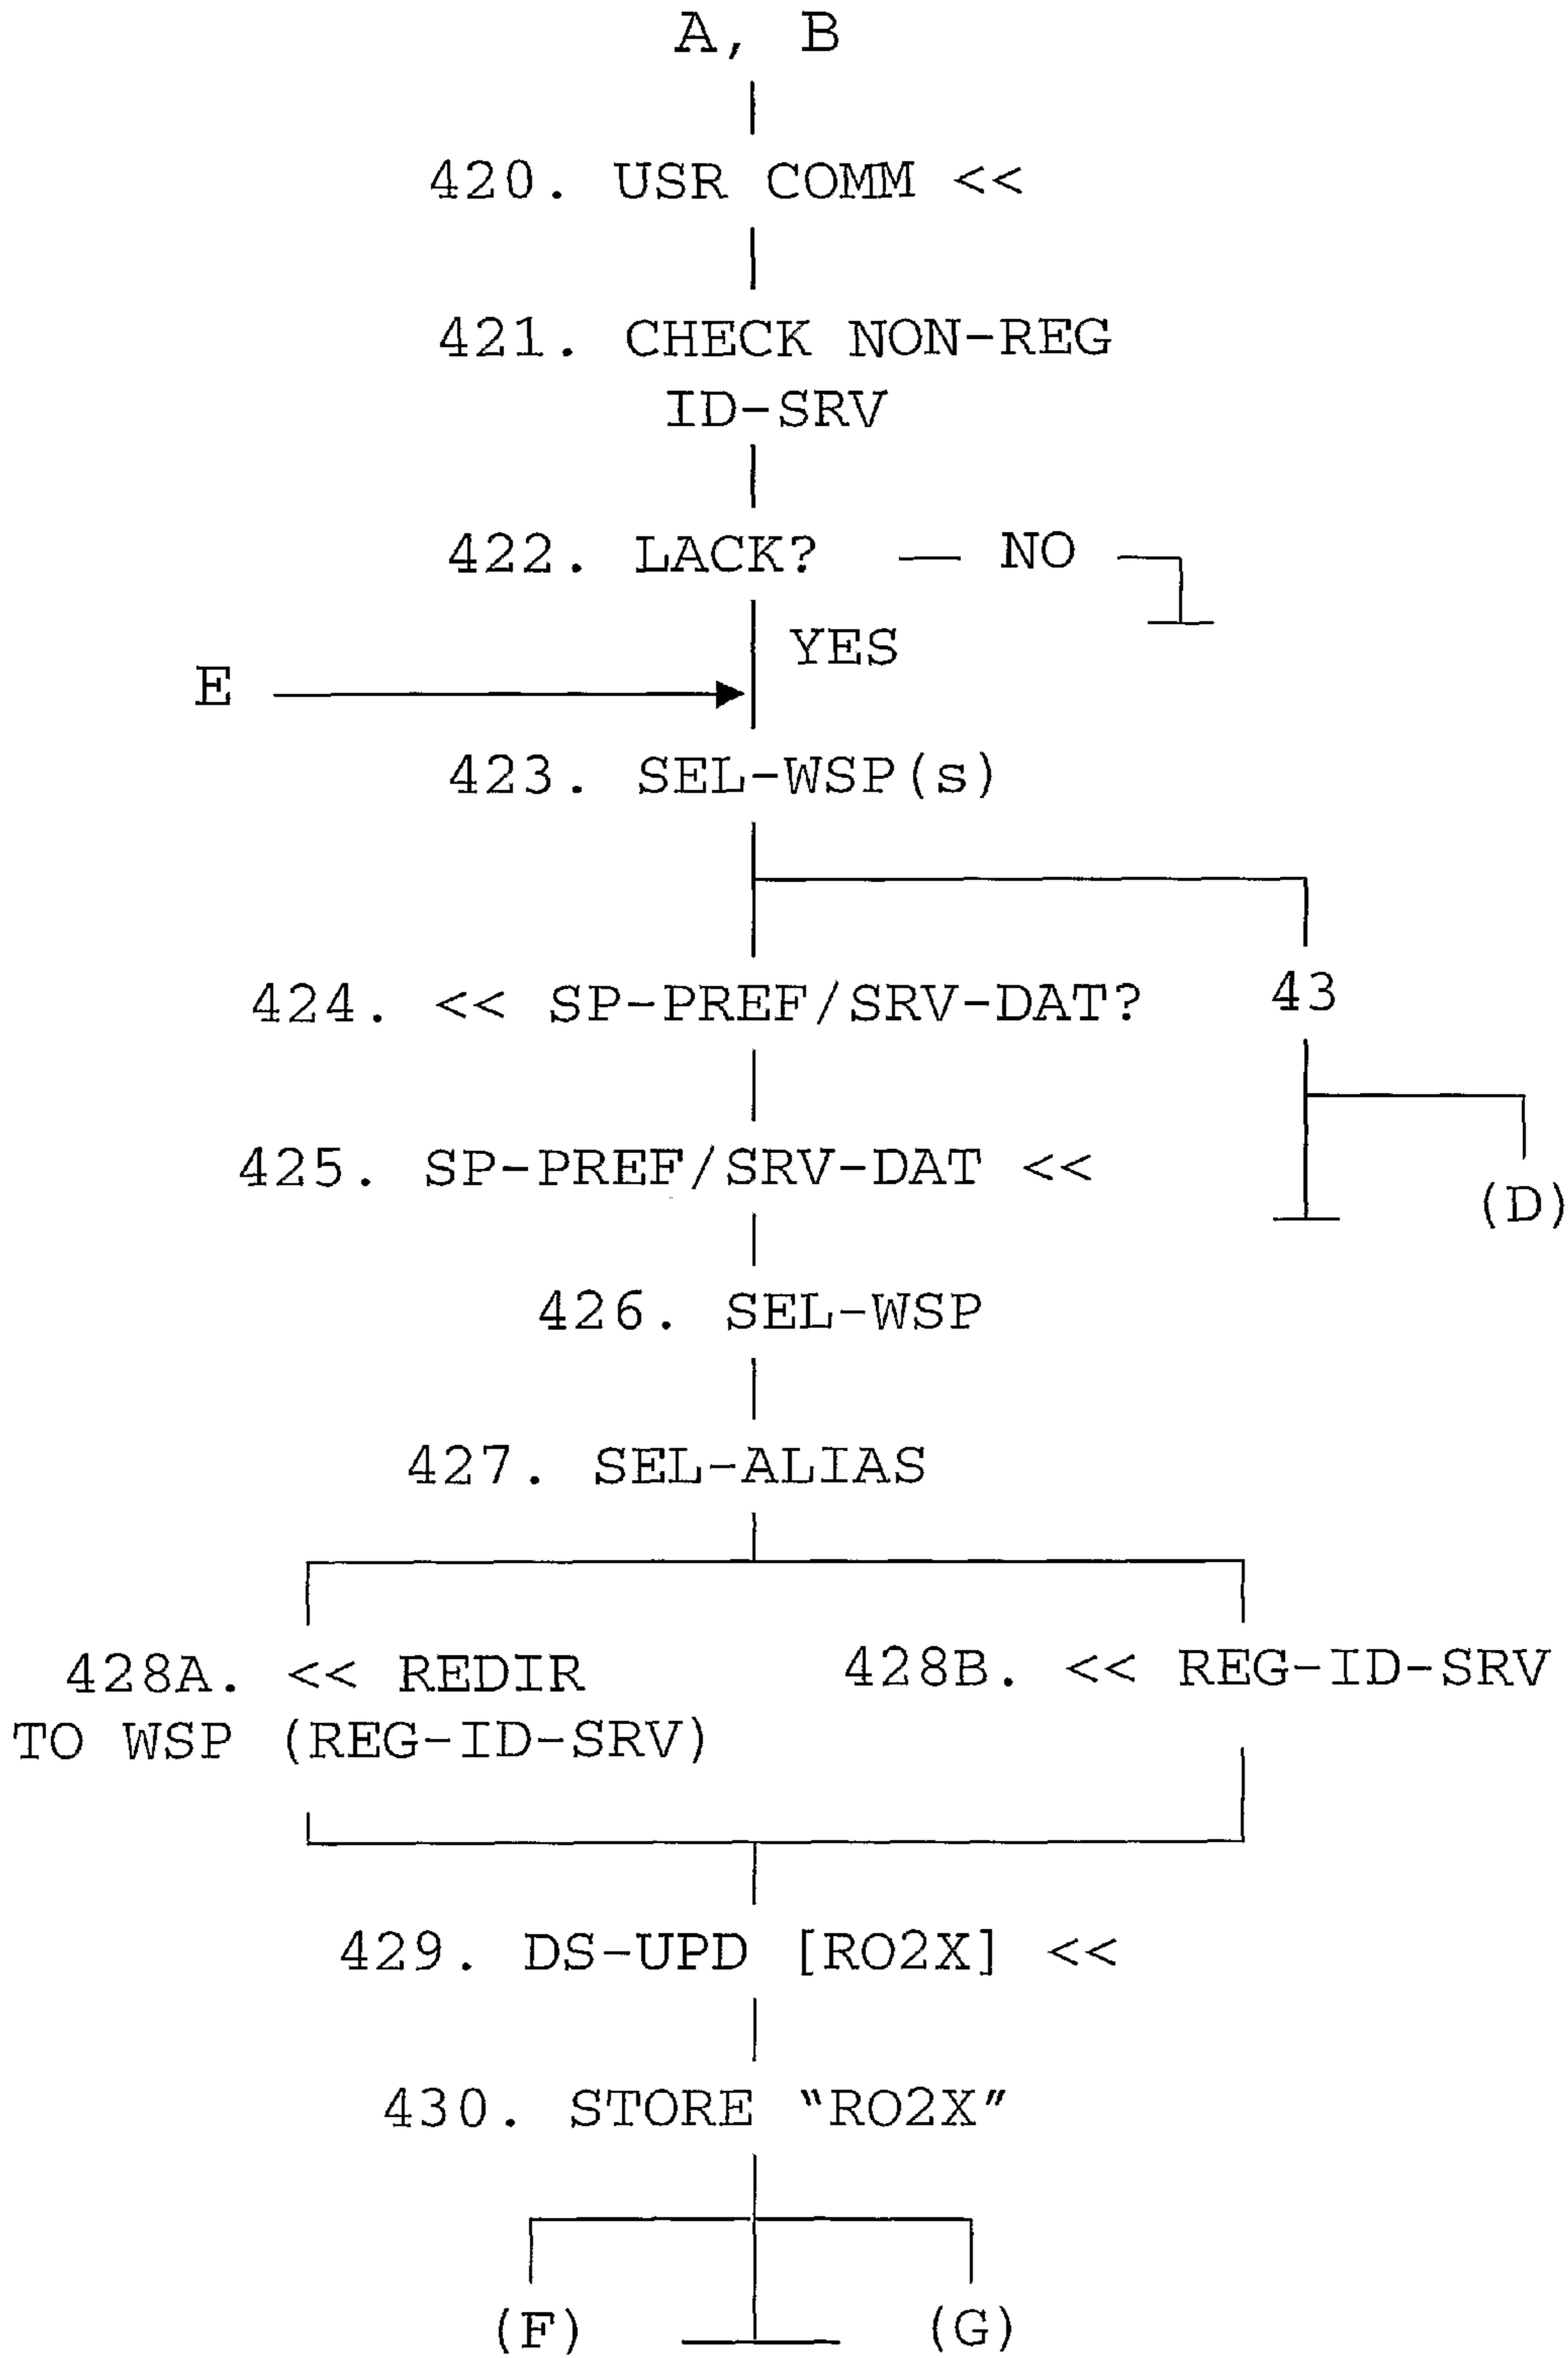 A, B
420. USR COMM <<
421. CHECK NON-REG
ID-SRV
422. LACK? — NO
YES
E
423. SEL-WSP(s)
424. << SP-PREF/SRV-DAT?
43
425. SP-PREF/SRV-DAT <<
(D)
426. SEL-WSP
427. SEL-ALIAS
428A. << REDIR
TO WSP (REG-ID-SRV)
428B. << REG-ID-SRV
429. DS-UPD [RO2X] <<
430. STORE "RO2X"
(F)
(G)